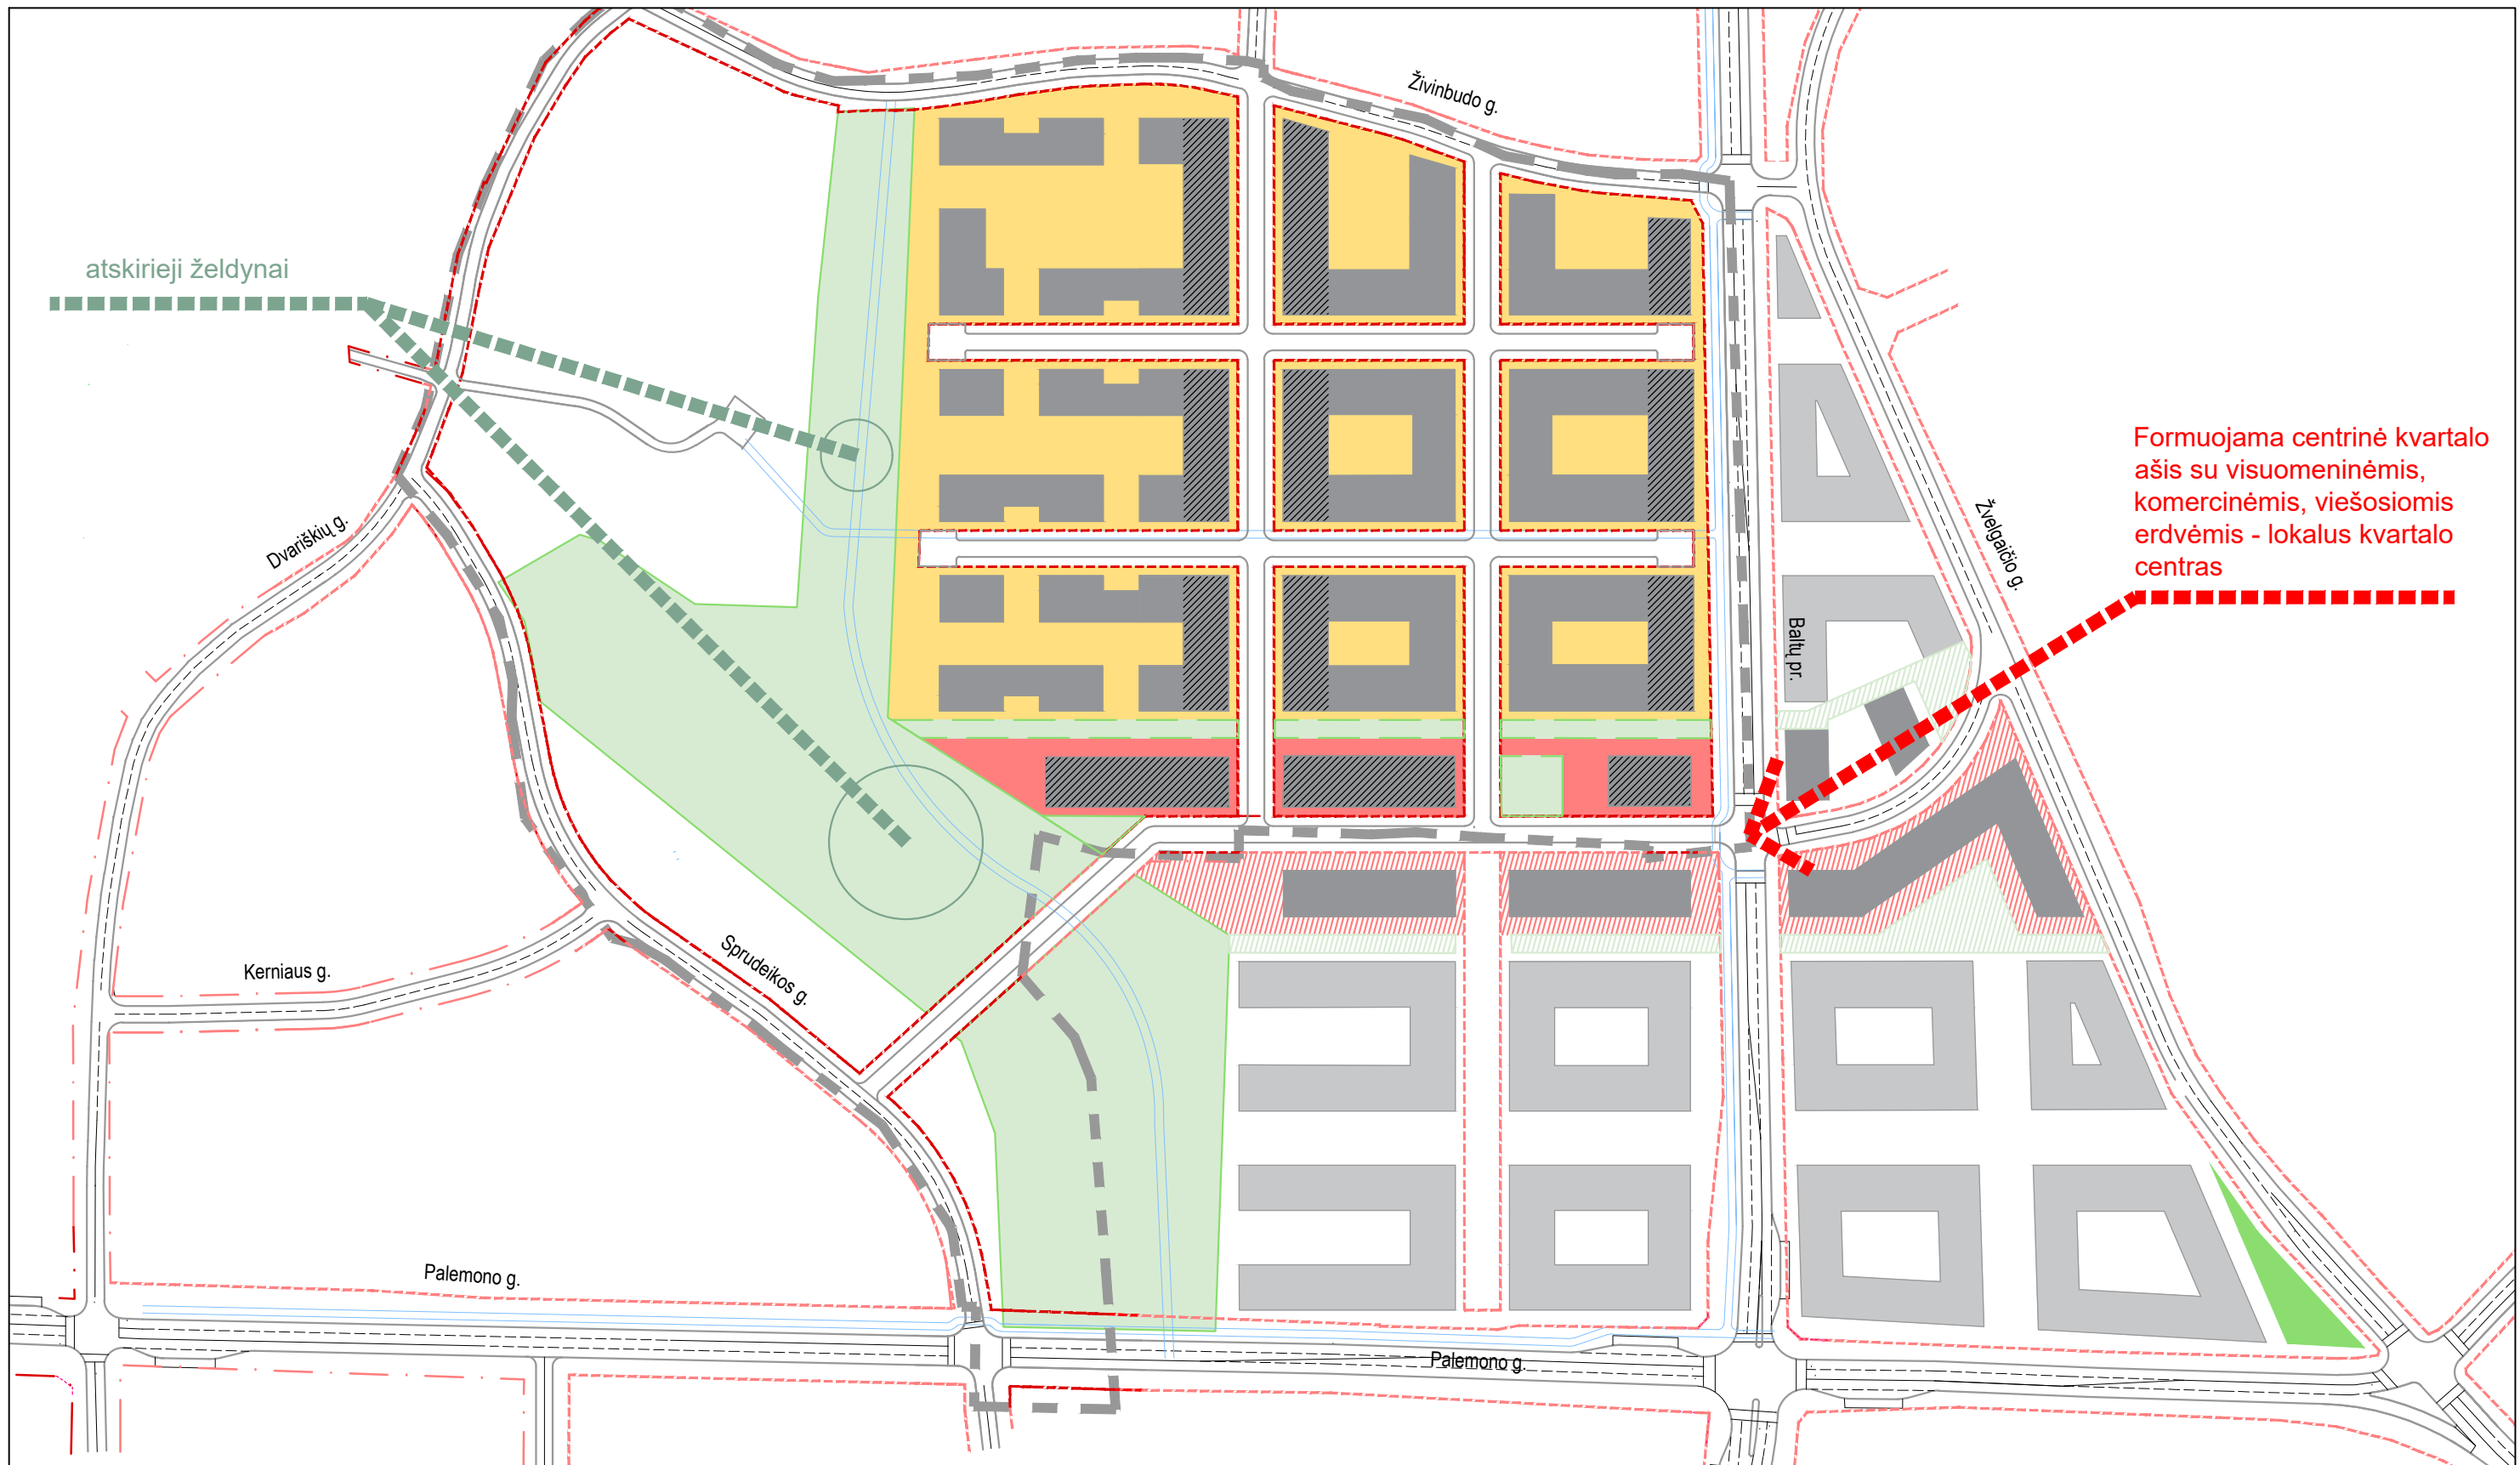 Živinbudo g.
atskirieji želdynai
Formuojama centrinė kvartalo
ašis su visuomeninėmis,
komercinėmis, viešosiomis
erdvėmis - lokalus kvartalo
centras
Dvariškių g.
Žvelgaičio g.
Baltų pr.
Kerniaus g.
Sprudeikos g.
Palemono g.
Palemono g.